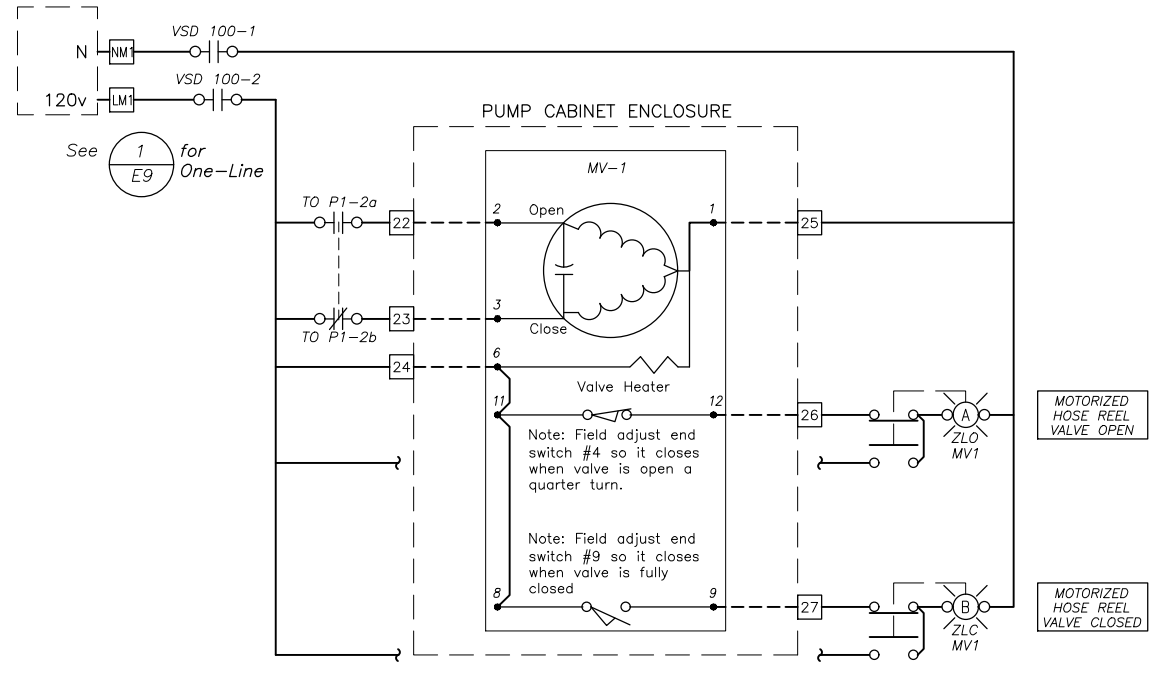 VSD 100-1
N NM1
VSD 100-2
120v LM1
PUMP CABINET ENCLOSURE
See 1 for
E9 One-Line
MV-1
TO P1-2a
22 2 Open 1 25
3
23
TO P1-2b Close
6
24
Valve Heater
11 12
26 A
MOTORIZED
HOSE REEL
VALVE OPEN
ZLO
MV1
Note: Field adjust end
switch #4 so it closes
when valve is open a
quarter turn.
Note: Field adjust end
switch #9 so it closes
when valve is fully
closed
8 9
27 B
MOTORIZED
HOSE REEL
VALVE CLOSED
ZLC
MV1